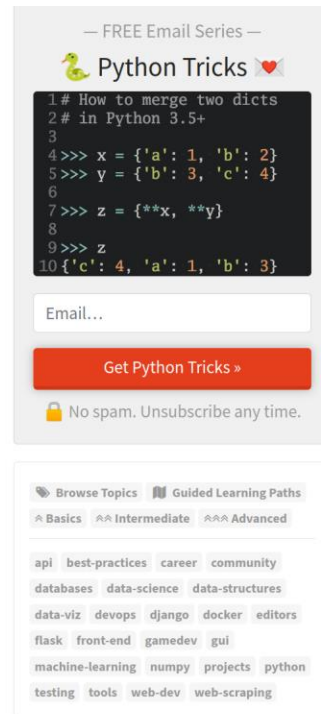 — FREE Email Series —
🐍 Python Tricks 💌
1 # How to merge two dicts
2 # in Python 3.5+
3
4 >>> x = {'a': 1, 'b': 2}
5 >>> y = {'b': 3, 'c': 4}
6
7 >>> z = {**x, **y}
8
9 >>> z
10 {'c': 4, 'a': 1, 'b': 3}
Email…
Get Python Tricks »
🔒 No spam. Unsubscribe any time.
Browse Topics Guided Learning Paths
Basics Intermediate Advanced
api best-practices career community
databases data-science data-structures
data-viz devops django docker editors
flask front-end gamedev gui
machine-learning numpy projects python
testing tools web-dev web-scraping